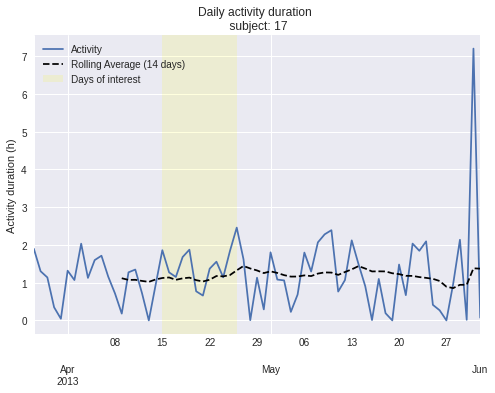 Daily activity duration
subject: 17
Activity
Rolling Average (14 days)
Days of interest
Activity duration (h)
7
6
5
4
3
2
1
0
08 15 22 29 06 13 20 27
Apr May Jun
2013